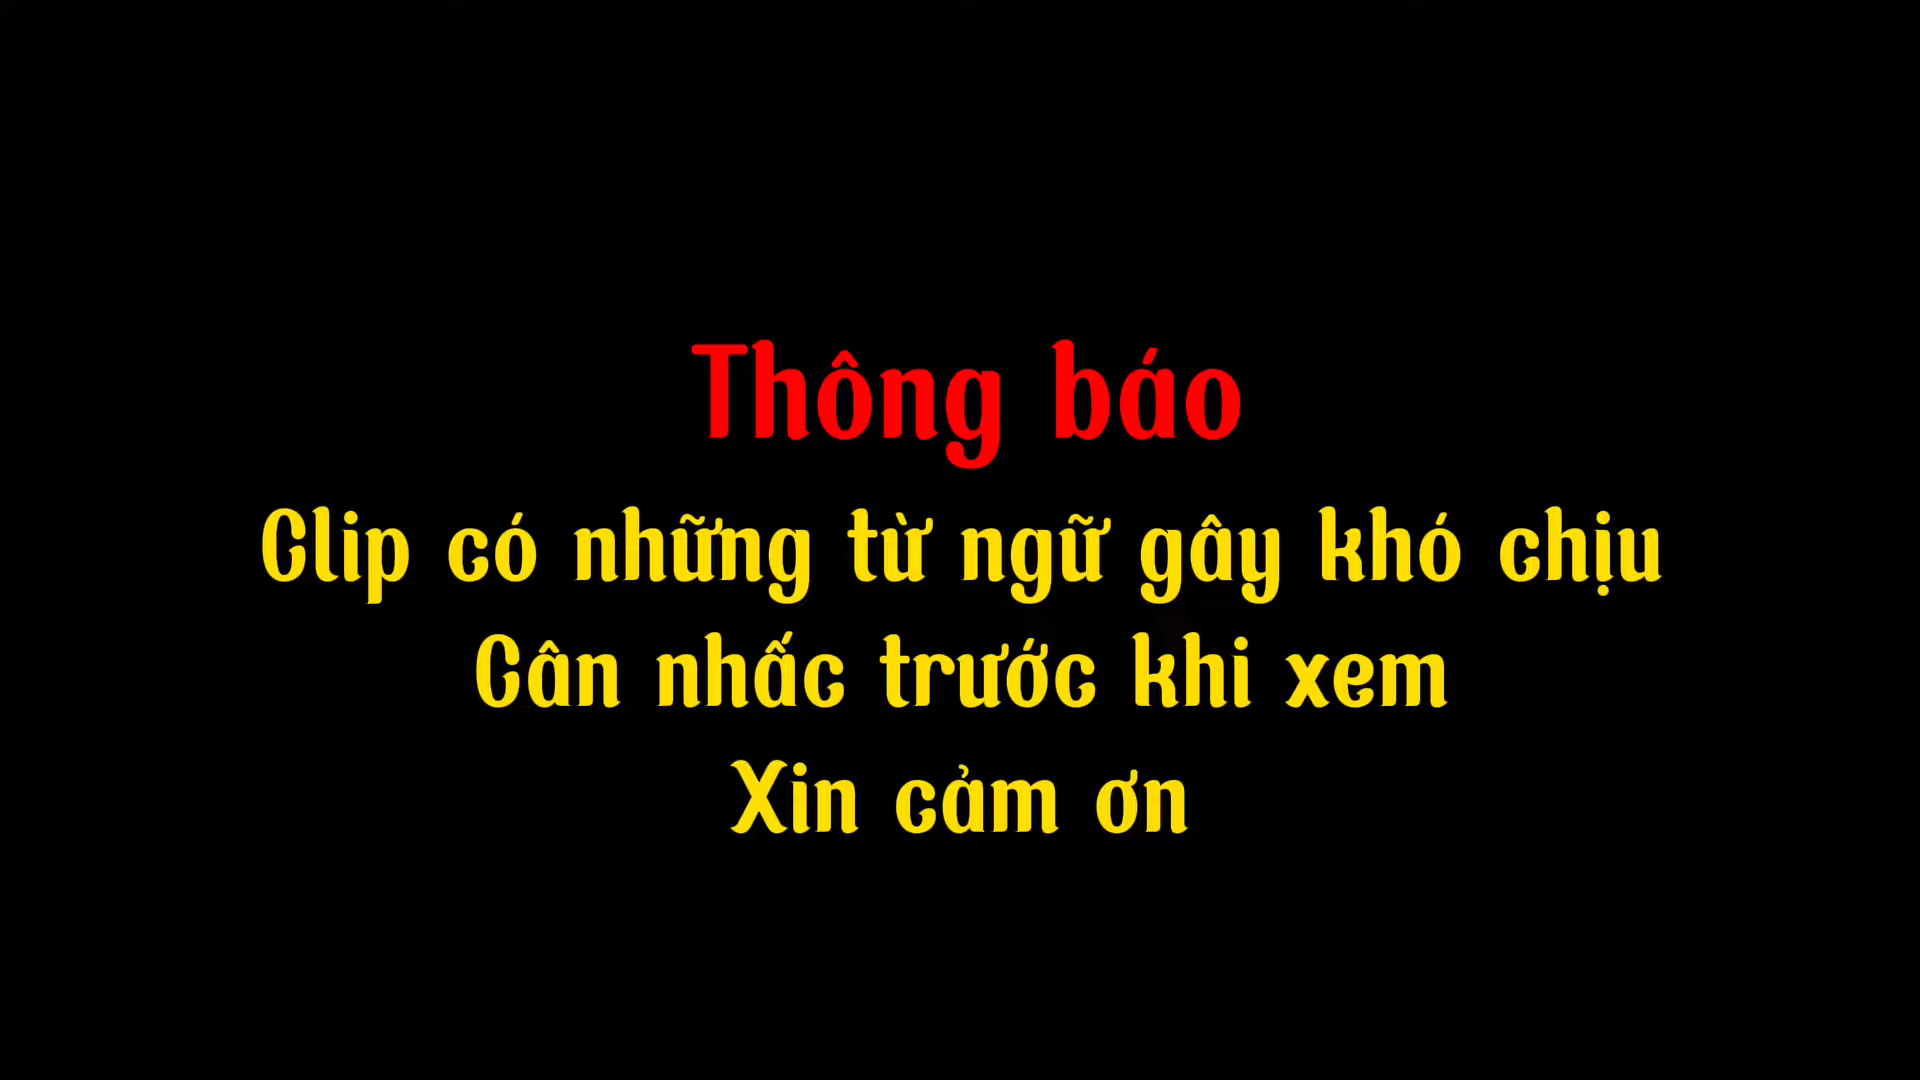 Thông báo
Clip có những từ ngữ gây khó chịu
Cân nhắc trước khi xem
Xin cảm ơn